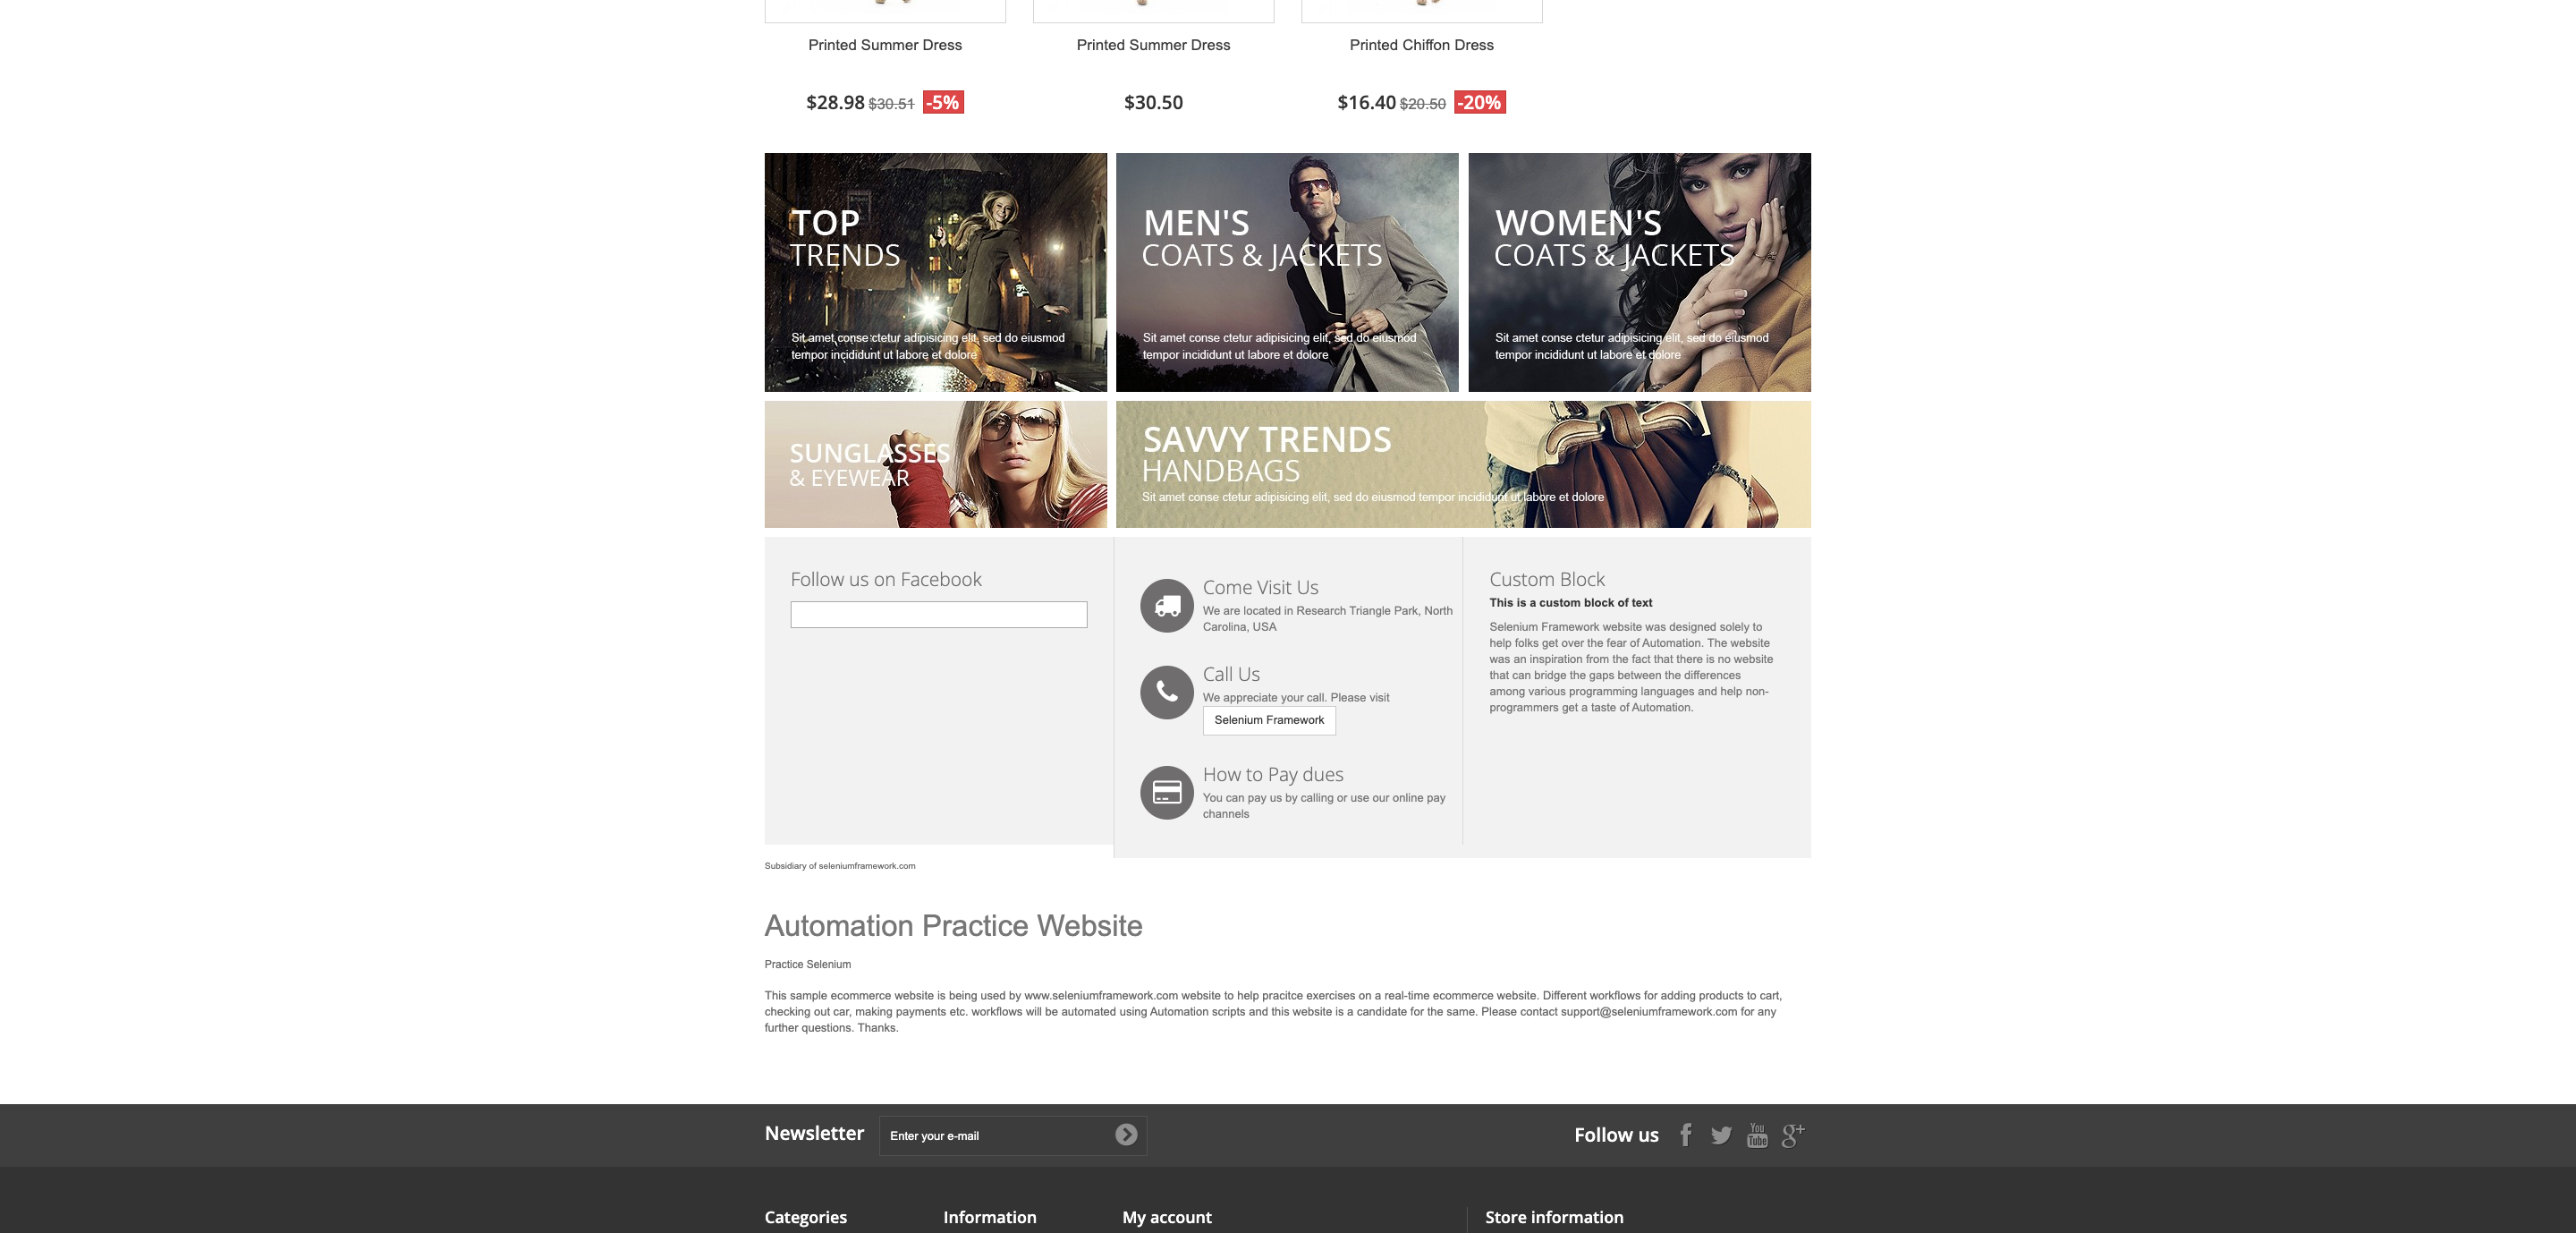 Printed Summer Dress
Printed Summer Dress
Printed Chiffon Dress
$28.98 $30.51 -5%
$30.50
$16.40 $20.50 -20%
TOP
TRENDS
Sit amet conse ctetur adipisicing elit, sed do eiusmod
tempor incididunt ut labore et dolore
MEN'S
COATS & JACKETS
Sit amet conse ctetur adipisicing elit, sed do eiusmod
tempor incididunt ut labore et dolore
WOMEN'S
COATS & JACKETS
Sit amet conse ctetur adipisicing elit, sed do eiusmod
tempor incididunt ut labore et dolore
SUNGLASSES
& EYEWEAR
SAVVY TRENDS
HANDBAGS
Sit amet conse ctetur adipisicing elit, sed do eiusmod tempor incididunt ut labore et dolore
Follow us on Facebook
Come Visit Us
We are located in Research Triangle Park, North
Carolina, USA
Call Us
We appreciate your call. Please visit
Selenium Framework
How to Pay dues
You can pay us by calling or use our online pay
channels
Custom Block
This is a custom block of text
Selenium Framework website was designed solely to
help folks get over the fear of Automation. The website
was an inspiration from the fact that there is no website
that can bridge the gaps between the differences
among various programming languages and help non-
programmers get a taste of Automation.
Subsidiary of seleniumframework.com
Automation Practice Website
Practice Selenium
This sample ecommerce website is being used by www.seleniumframework.com website to help pracitce exercises on a real-time ecommerce website. Different workflows for adding products to cart,
checking out car, making payments etc. workflows will be automated using Automation scripts and this website is a candidate for the same. Please contact support@seleniumframework.com for any
further questions. Thanks.
Newsletter
Enter your e-mail
Follow us
You
Tube
g+
Categories
Information
My account
Store information